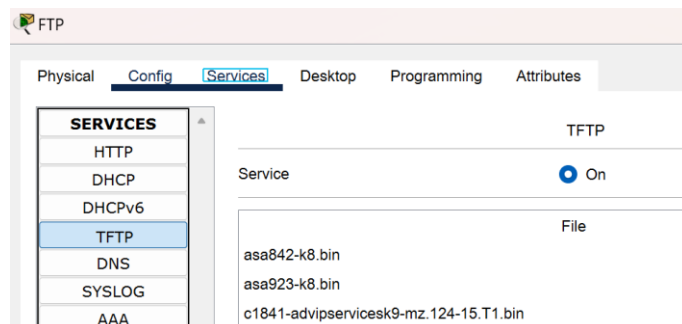 FTP
Physical Config Services Desktop Programming Attributes
SERVICES
HTTP
DHCP
DHCPv6
TFTP
DNS
SYSLOG
AAA
TFTP
Service On
File
asa842-k8.bin
asa923-k8.bin
c1841-advipservicesk9-mz.124-15.T1.bin